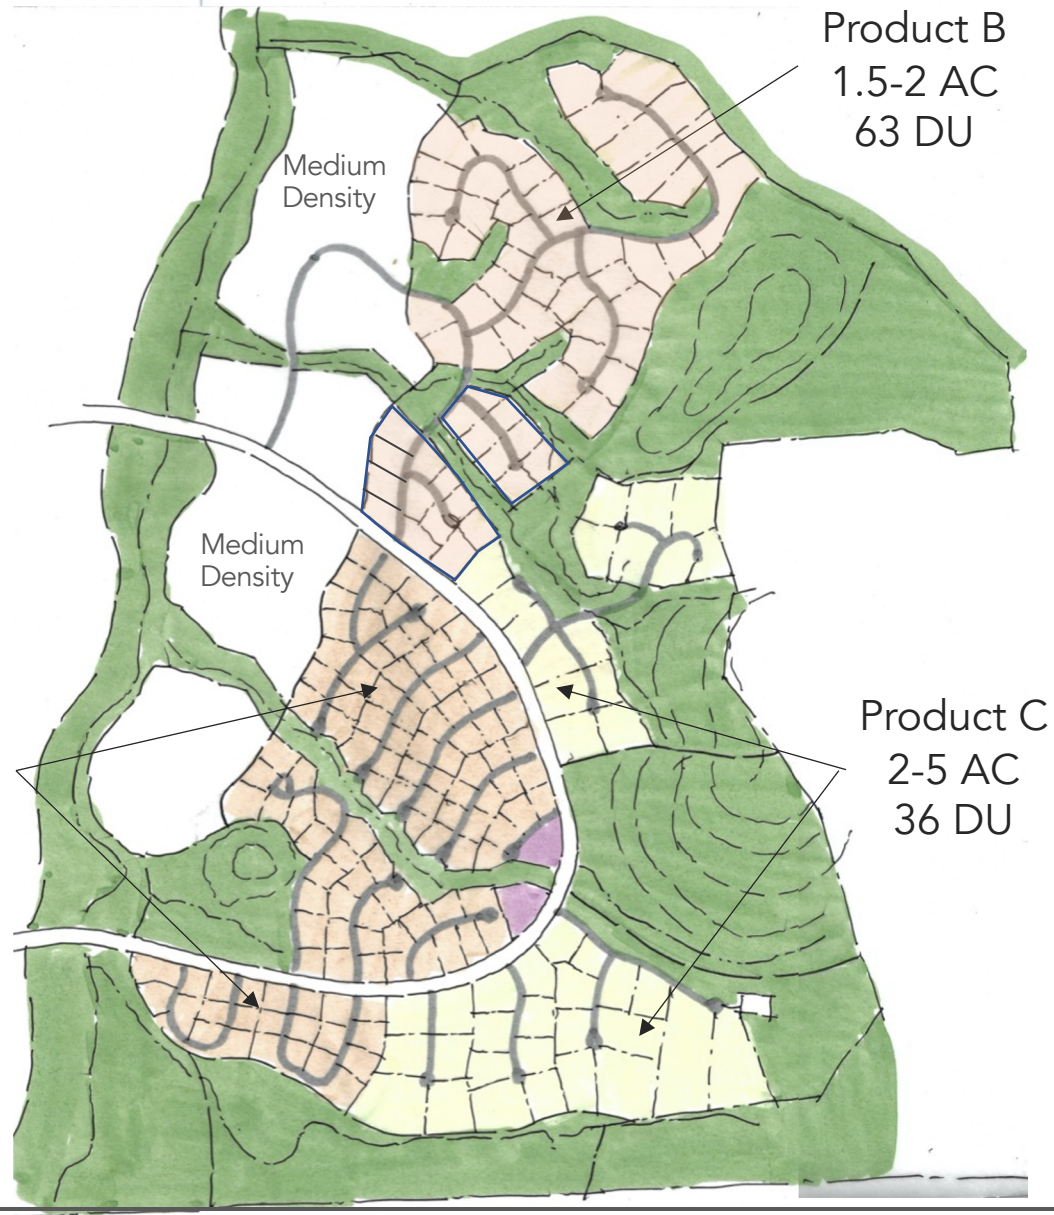 Product B
1.5-2 AC
63 DU
Medium
Density
Medium
Density
Product C
2-5 AC
36 DU